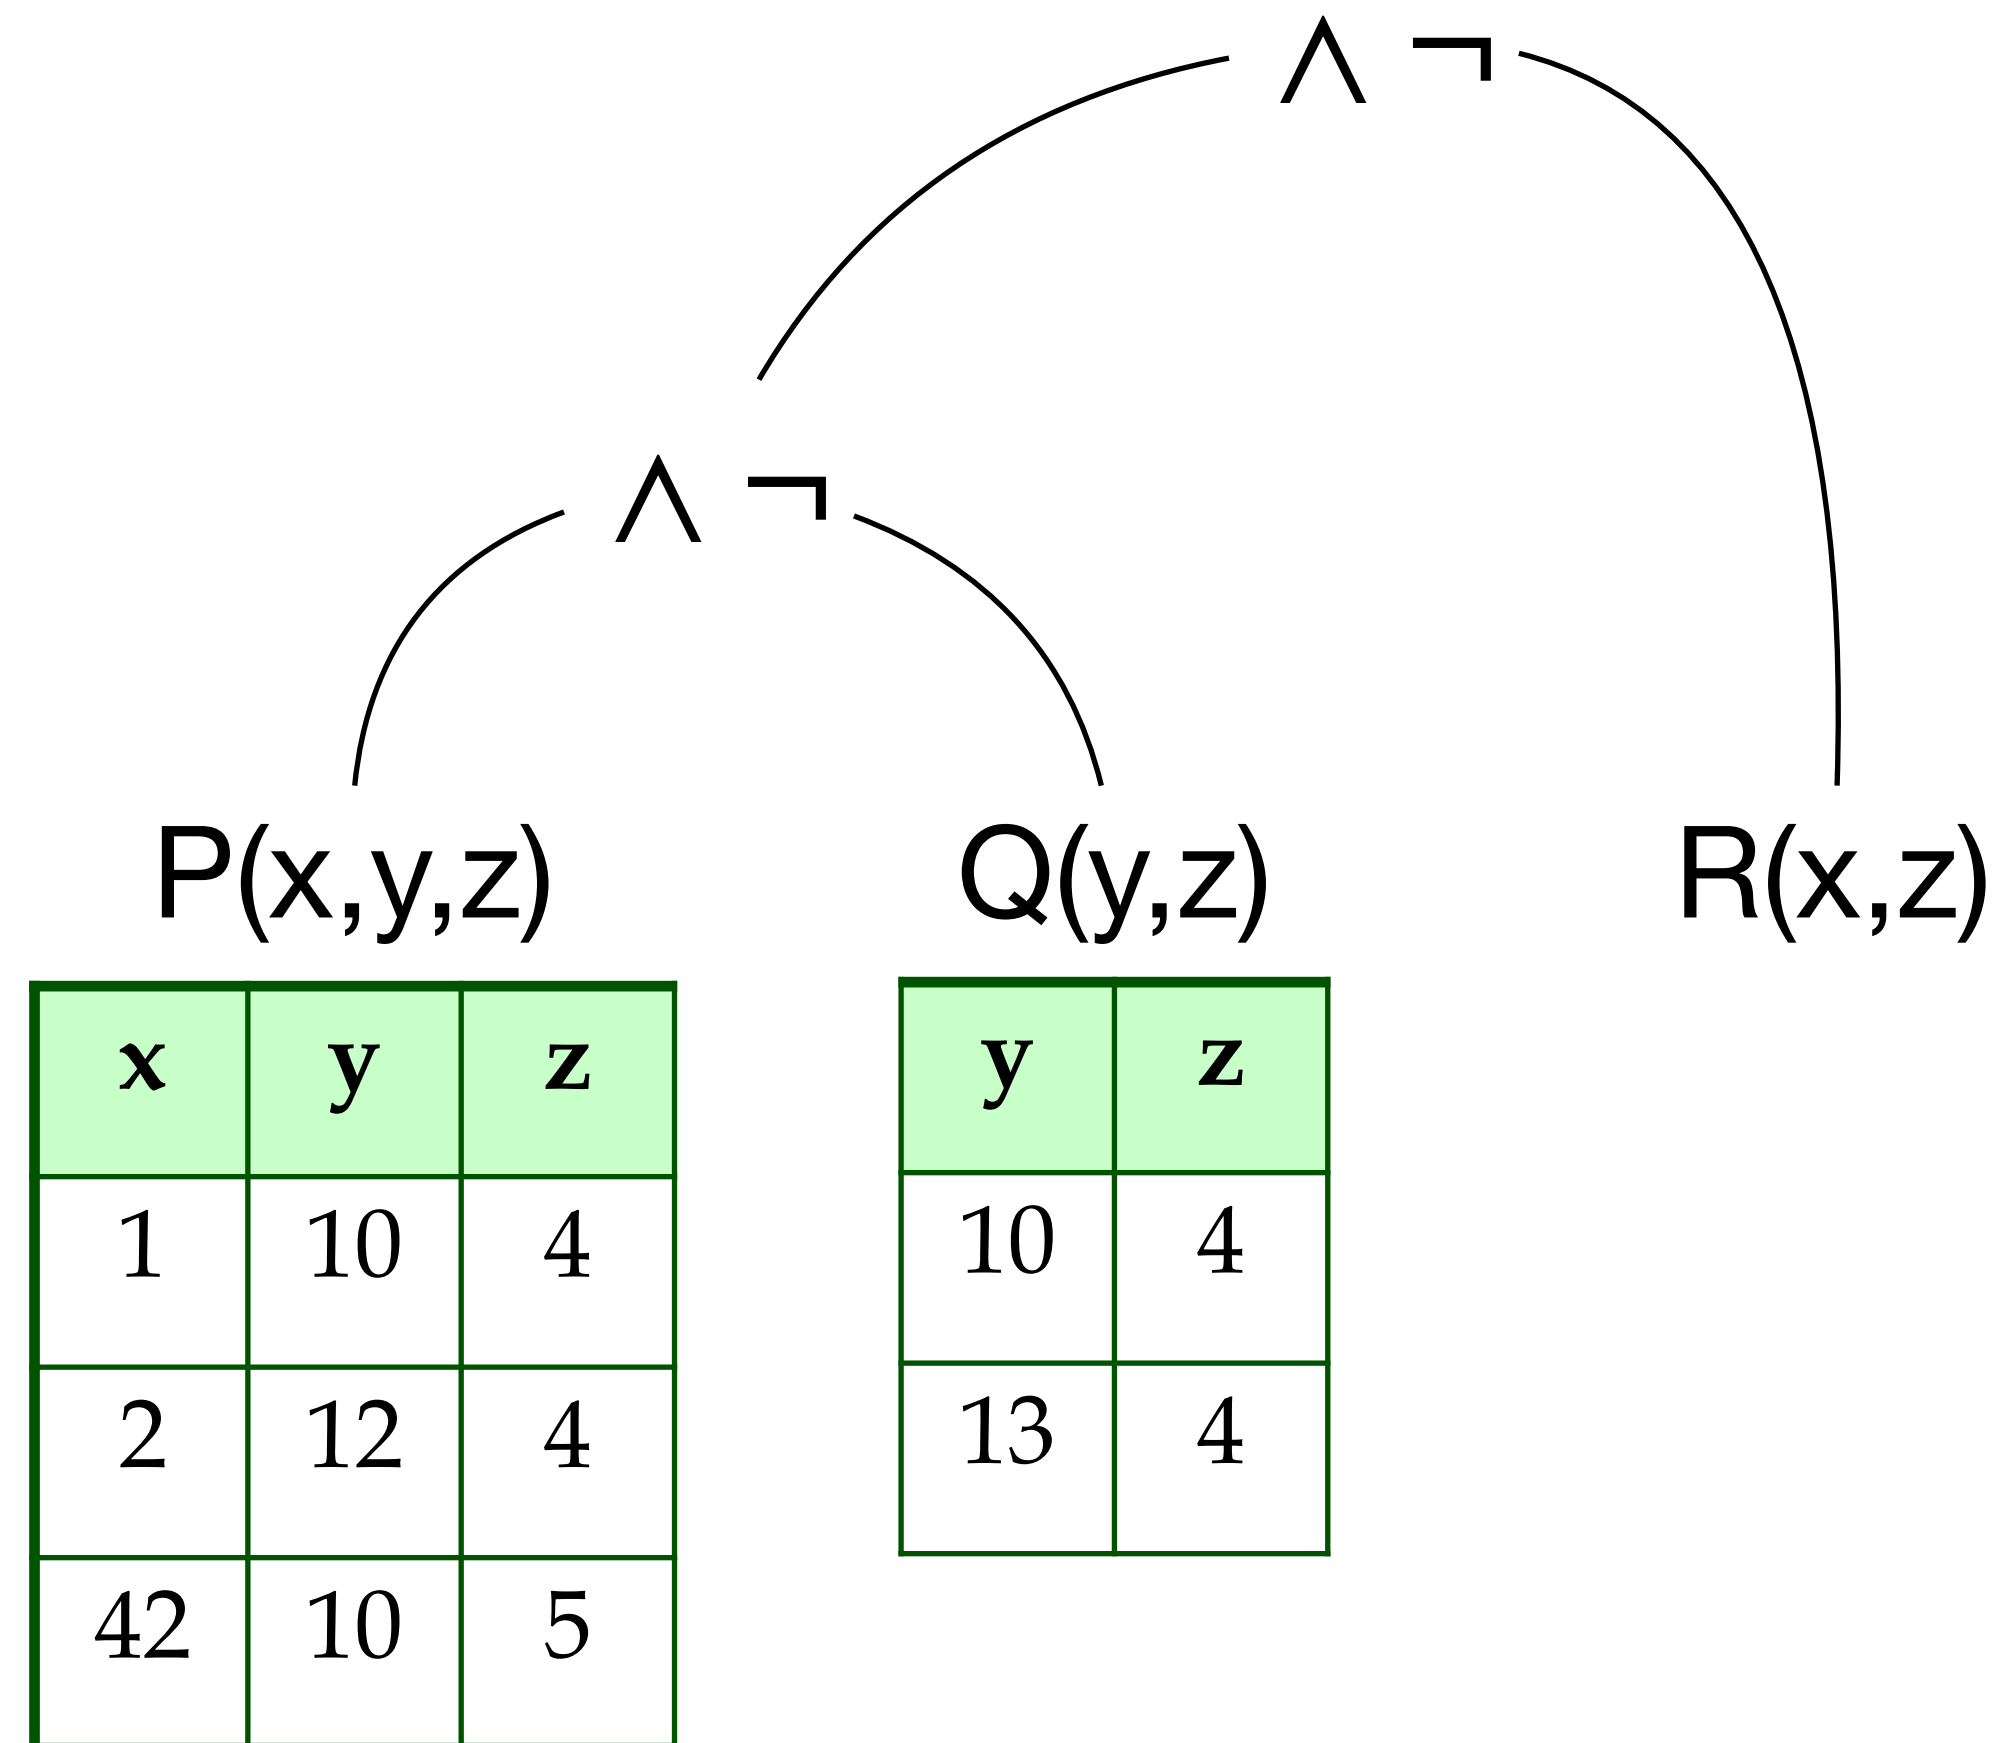 ∧ ¬
∧ ¬
P(x,y,z) Q(y,z) R(x,z)
x y z y z
1 10 4 10 4
2 12 4 13 4
42 10 5